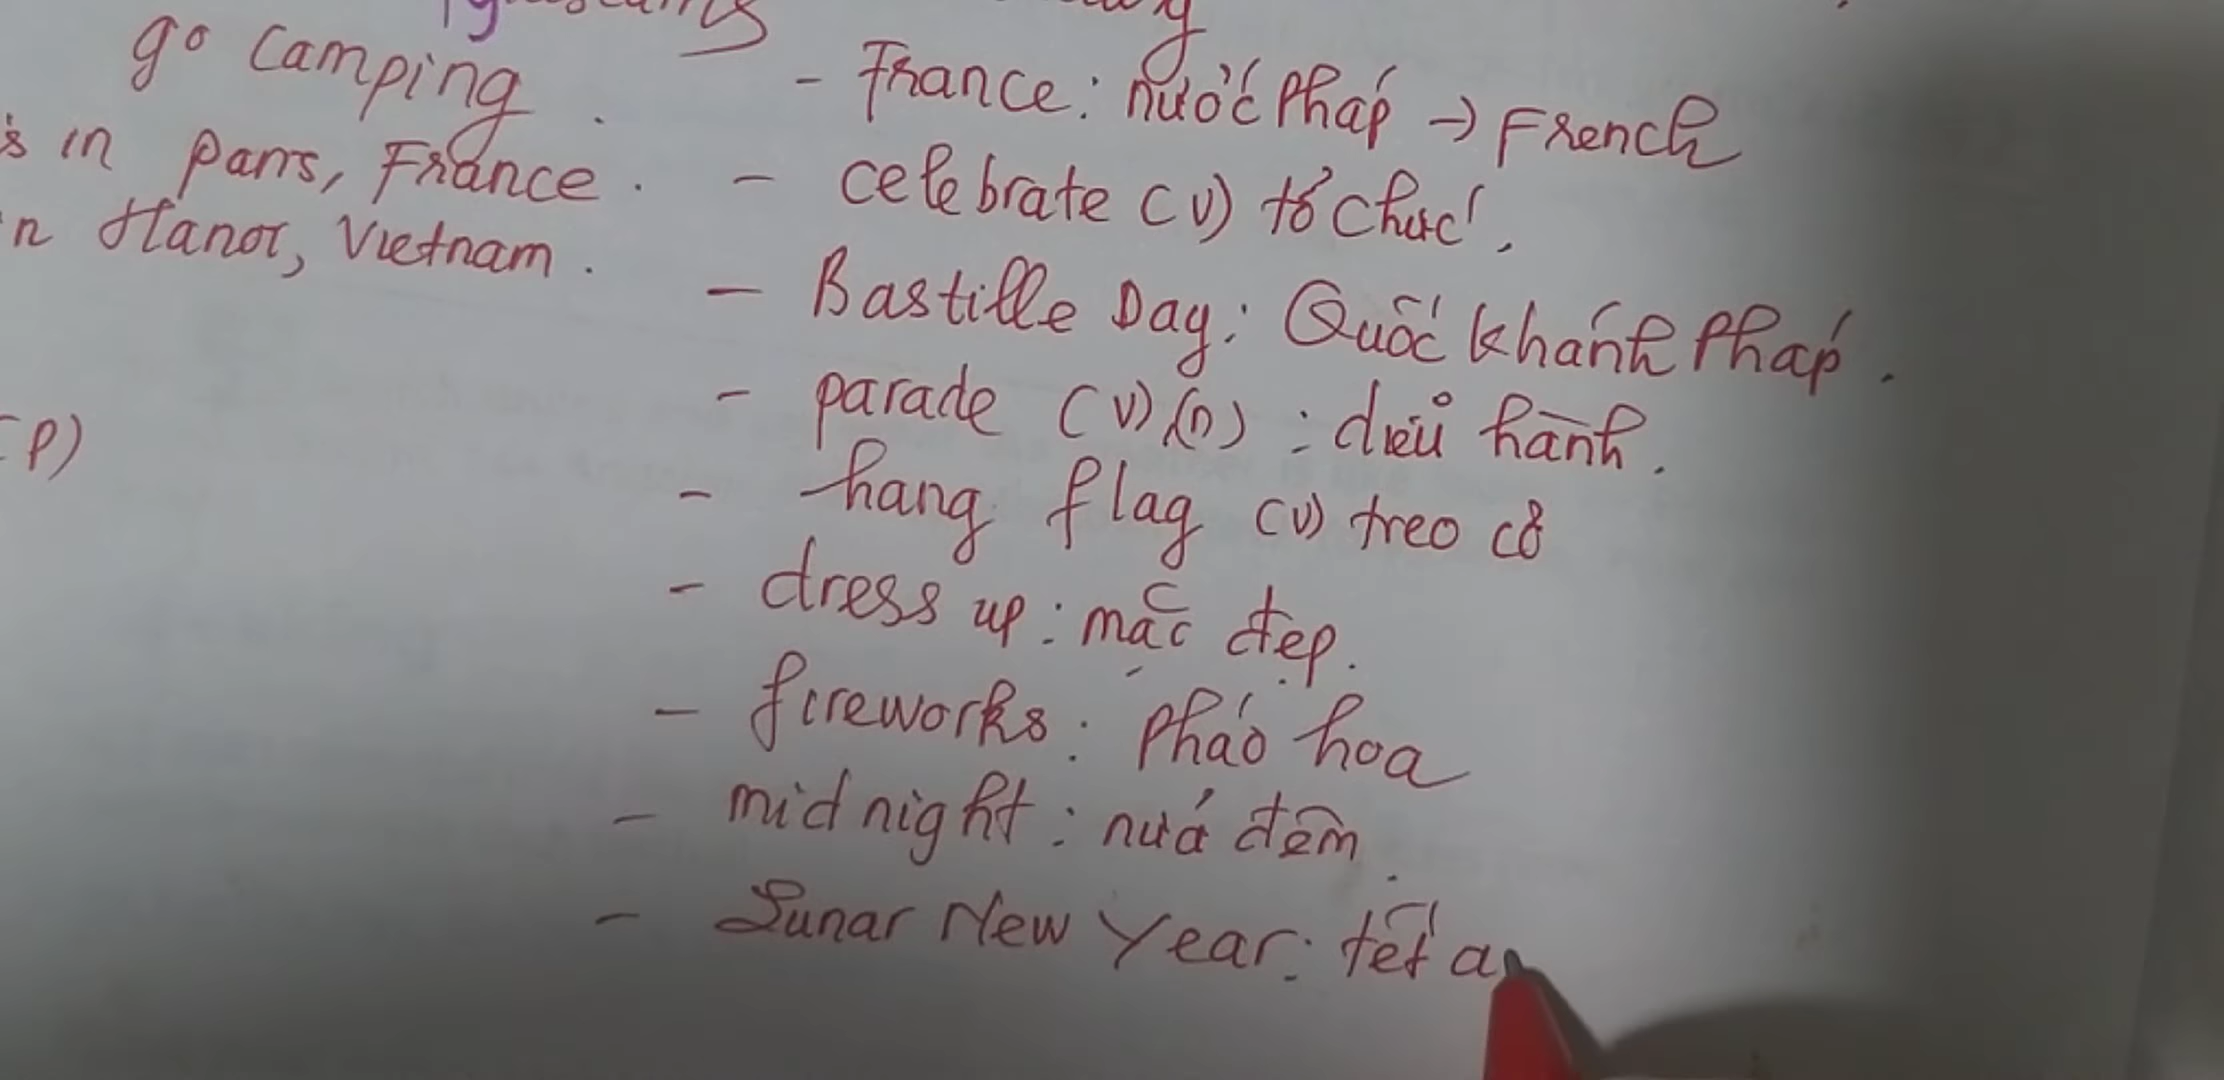 go camping.
's in Paris, France.
in Hanoi, Vietnam.
P)
- France: nước Pháp → French
- celebrate (v) tổ chức.
- Bastille Day: Quốc khánh Pháp.
- parade (v)(n): diễu hành.
- hang flag (v) treo cờ
- dress up: mặc đẹp.
- fireworks: Pháo hoa
- midnight: nửa đêm.
- Lunar New Year: tết a